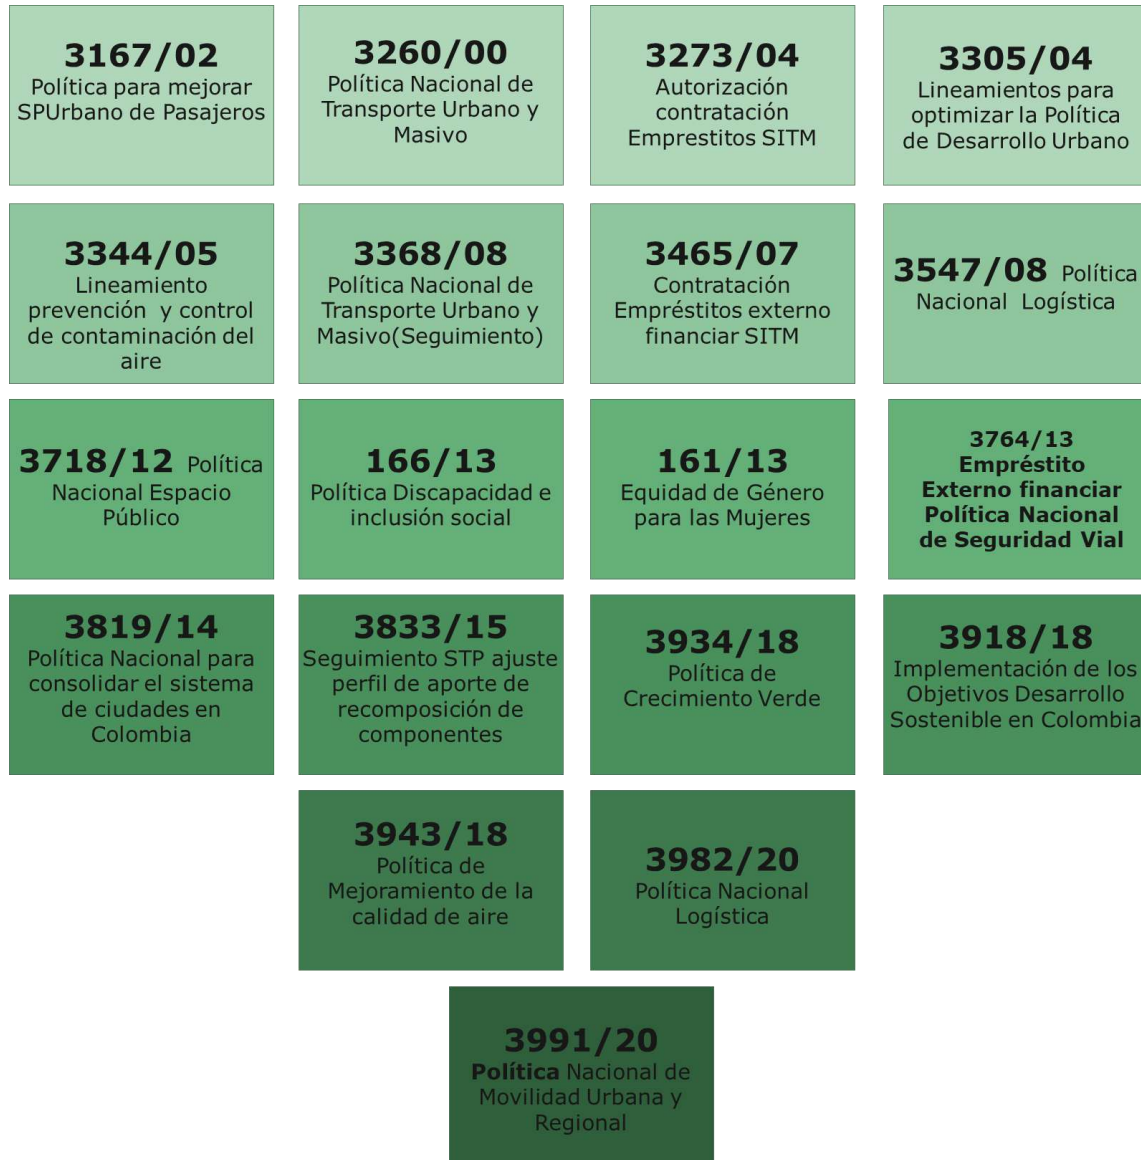 3167/02
Política para mejorar
SPUrbano de Pasajeros
3260/00
Política Nacional de
Transporte Urbano y
Masivo
3273/04
Autorización
contratación
Emprestitos SITM
3305/04
Lineamientos para
optimizar la Política
de Desarrollo Urbano
3344/05
Lineamiento
prevención y control
de contaminación del
aire
3368/08
Política Nacional de
Transporte Urbano y
Masivo(Seguimiento)
3465/07
Contratación
Empréstitos externo
financiar SITM
3547/08 Política
Nacional Logística
3718/12 Política
Nacional Espacio
Público
166/13
Política Discapacidad e
inclusión social
161/13
Equidad de Género
para las Mujeres
3764/13
Empréstito
Externo financiar
Política Nacional
de Seguridad Vial
3819/14
Política Nacional para
consolidar el sistema
de ciudades en
Colombia
3833/15
Seguimiento STP ajuste
perfil de aporte de
recomposición de
componentes
3934/18
Política de
Crecimiento Verde
3918/18
Implementación de los
Objetivos Desarrollo
Sostenible en Colombia
3943/18
Política de
Mejoramiento de la
calidad de aire
3982/20
Política Nacional
Logística
3991/20
Política Nacional de
Movilidad Urbana y
Regional